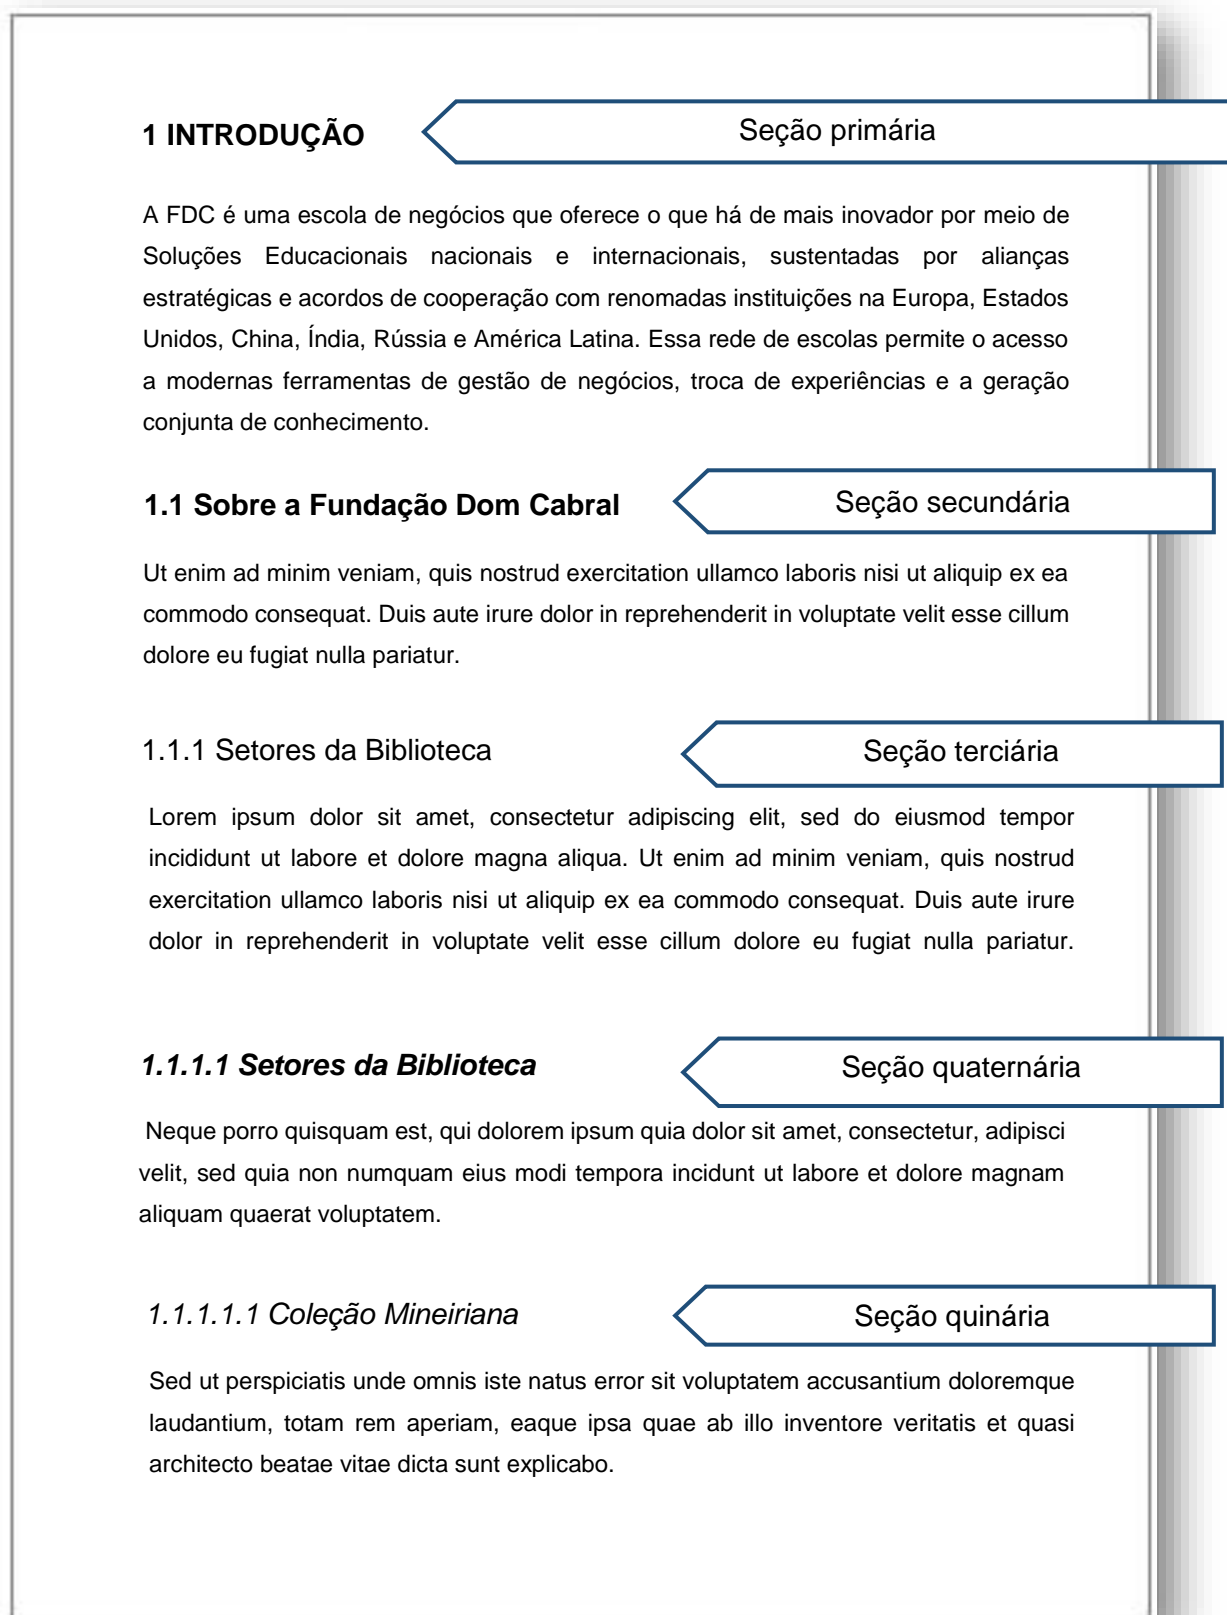 1 INTRODUÇÃO
Seção primária
A FDC é uma escola de negócios que oferece o que há de mais inovador por meio de
Soluções Educacionais nacionais e internacionais, sustentadas por alianças
estratégicas e acordos de cooperação com renomadas instituições na Europa, Estados
Unidos, China, Índia, Rússia e América Latina. Essa rede de escolas permite o acesso
a modernas ferramentas de gestão de negócios, troca de experiências e a geração
conjunta de conhecimento.
1.1 Sobre a Fundação Dom Cabral
Seção secundária
Ut enim ad minim veniam, quis nostrud exercitation ullamco laboris nisi ut aliquip ex ea
commodo consequat. Duis aute irure dolor in reprehenderit in voluptate velit esse cillum
dolore eu fugiat nulla pariatur.
1.1.1 Setores da Biblioteca
Seção terciária
Lorem ipsum dolor sit amet, consectetur adipiscing elit, sed do eiusmod tempor
incididunt ut labore et dolore magna aliqua. Ut enim ad minim veniam, quis nostrud
exercitation ullamco laboris nisi ut aliquip ex ea commodo consequat. Duis aute irure
dolor in reprehenderit in voluptate velit esse cillum dolore eu fugiat nulla pariatur.
1.1.1.1 Setores da Biblioteca
Seção quaternária
Neque porro quisquam est, qui dolorem ipsum quia dolor sit amet, consectetur, adipisci
velit, sed quia non numquam eius modi tempora incidunt ut labore et dolore magnam
aliquam quaerat voluptatem.
1.1.1.1.1 Coleção Mineiriana
Seção quinária
Sed ut perspiciatis unde omnis iste natus error sit voluptatem accusantium doloremque
laudantium, totam rem aperiam, eaque ipsa quae ab illo inventore veritatis et quasi
architecto beatae vitae dicta sunt explicabo.